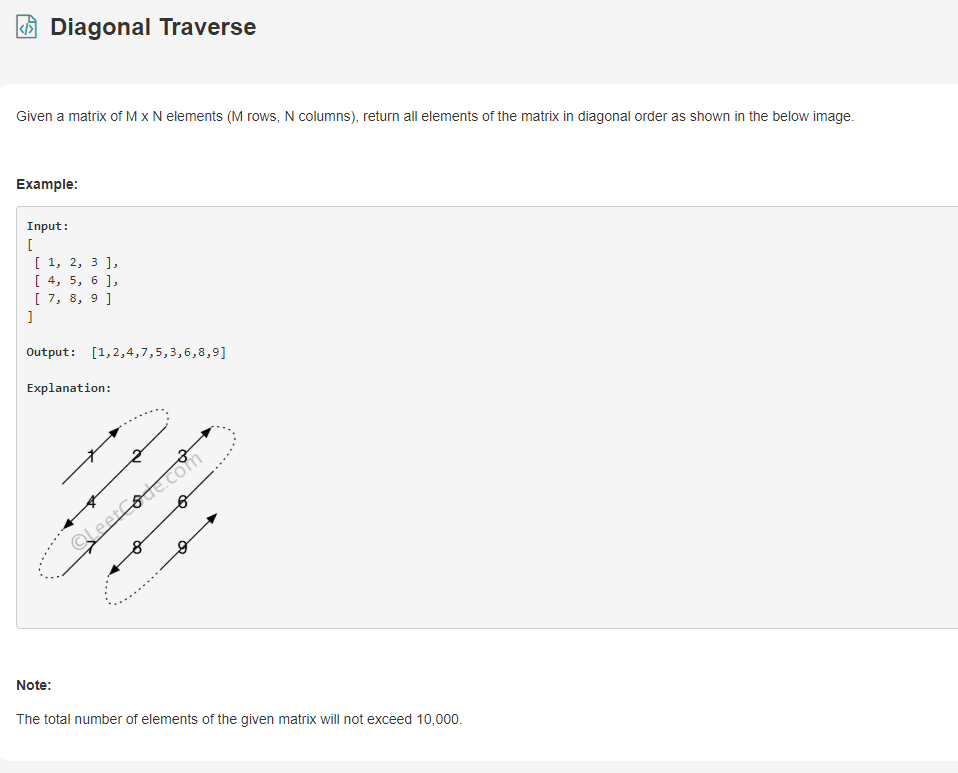 Diagonal Traverse
Given a matrix of M x N elements (M rows, N columns), return all elements of the matrix in diagonal order as shown in the below image.
Example:
Input:
[
[ 1, 2, 3 ],
[ 4, 5, 6 ],
[ 7, 8, 9 ]
]
Output: [1,2,4,7,5,3,6,8,9]
Explanation:
1 2 3
4 5 6
7 8 9
©LeetCode.com
Note:
The total number of elements of the given matrix will not exceed 10,000.